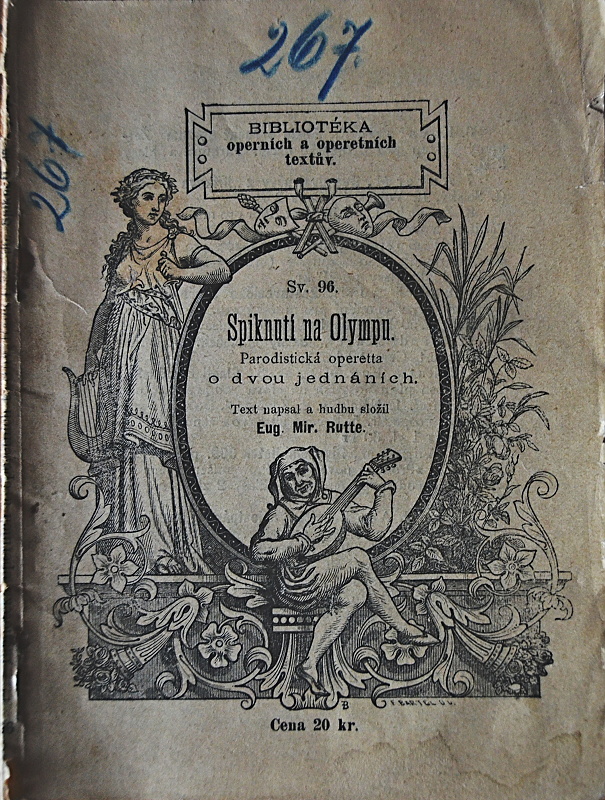 267.
267
BIBLIOTÉKA
operních a operetních
textův.
Sv. 96.
Spiknutí na Olympu.
Parodistická operetta
o dvou jednáních.
Text napsal a hudbu složil
Eug. Mir. Rutte.
B
F. BARTEL
Cena 20 kr.